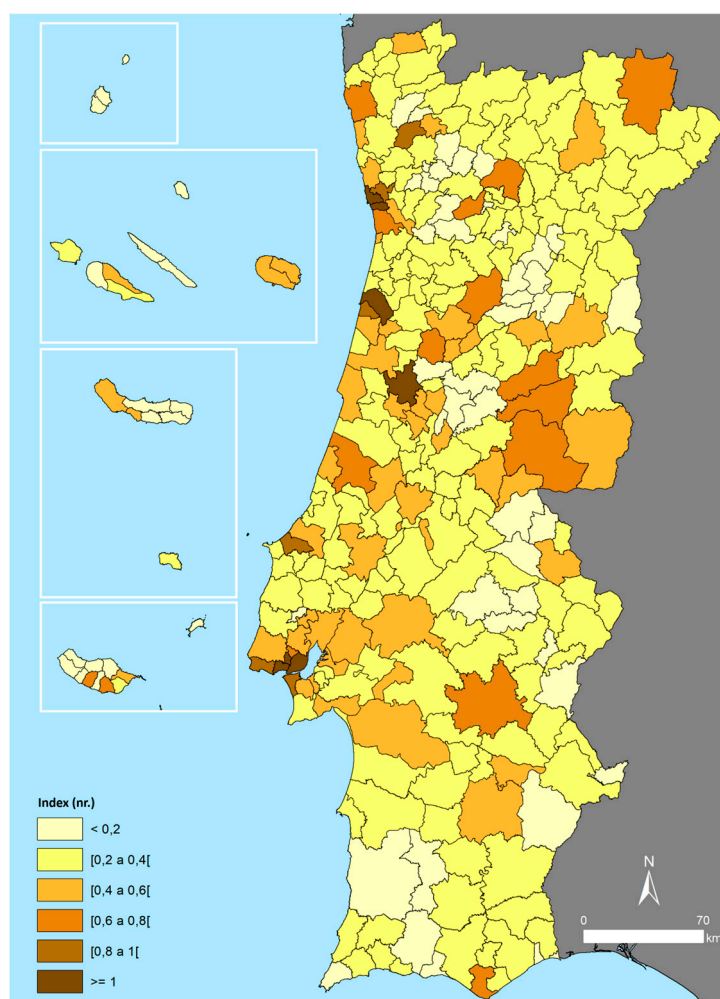 Index (nr.)
< 0,2
[0,2 a 0,4[
[0,4 a 0,6[
[0,6 a 0,8[
[0,8 a 1[
>= 1
N
0 70
km